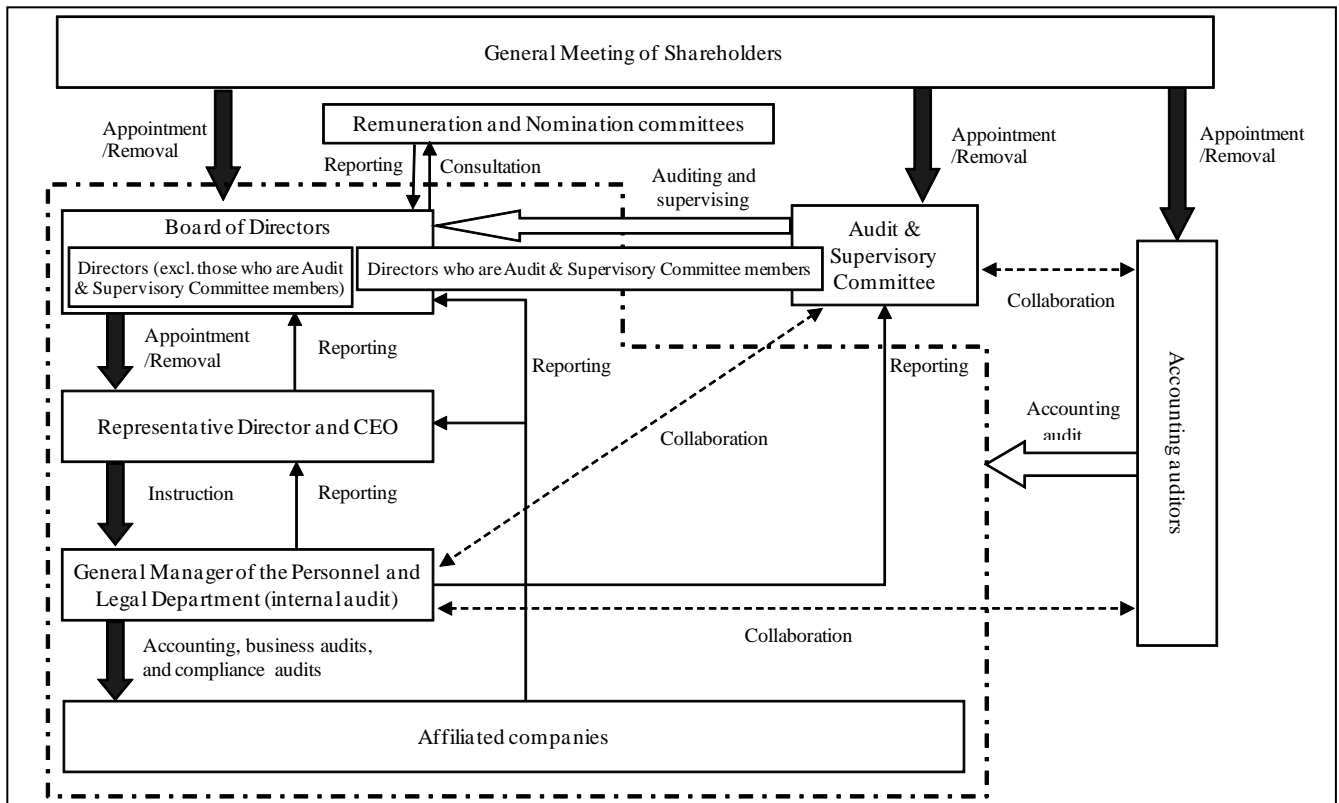 General Meeting of Shareholders
Appointment
/Removal
Remuneration and Nomination committees
Appointment
/Removal
Appointment
/Removal
Reporting
Consultation
Auditing and
supervising
Board of Directors
Directors (excl. those who are Audit
& Supervisory Committee members)
Directors who are Audit & Supervisory Committee members
Audit &
Supervisory
Committee
Collaboration
Appointment
/Removal
Reporting
Reporting
Reporting
Accounting auditors
Representative Director and CEO
Collaboration
Accounting
audit
Instruction
Reporting
General Manager of the Personnel and
Legal Department (internal audit)
Collaboration
Accounting, business audits,
and compliance audits
Affiliated companies